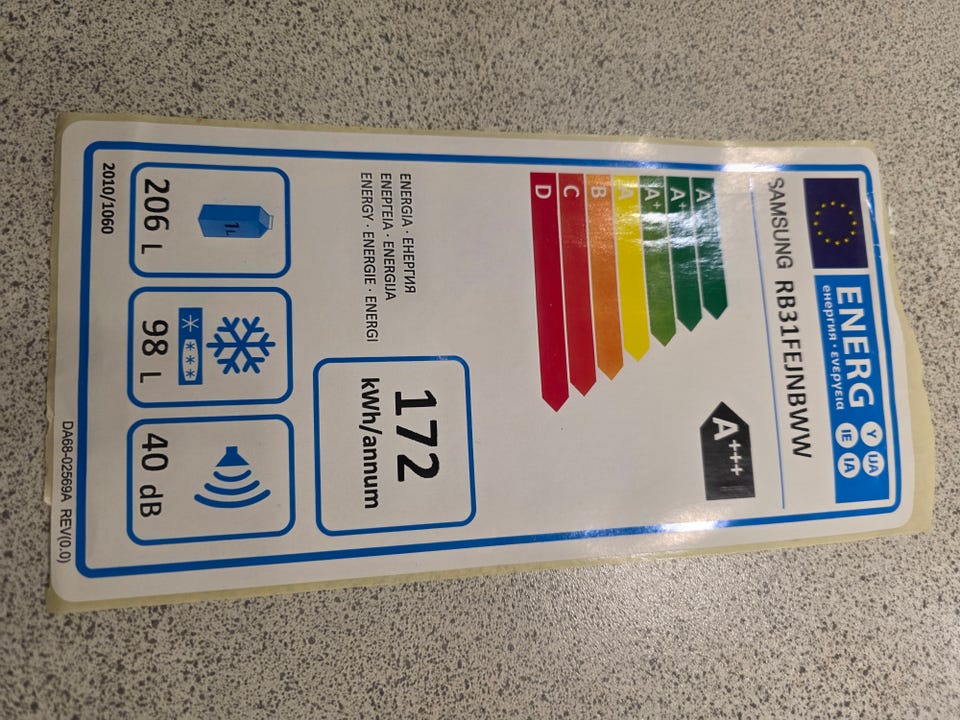 ENERG Y IJA
енергия · ενεργεια IE IA
SAMSUNG RB31FEJNBWW
A
A+
A+
A
B
C
D
A+++
ENERGIA · ЕНЕРГИЯ
ΕΝΕΡΓΕΙΑ · ENERGIJA
ENERGY · ENERGIE · ENERGI
172
kWh/annum
1L
206 L
98 L
40 dB
2010/1060
DA68-02569A REV(0.0)